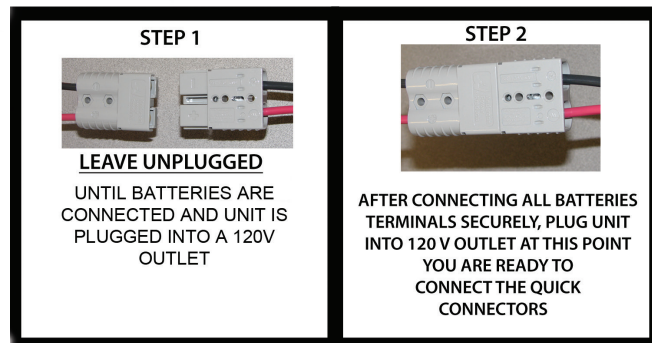 STEP 1
LEAVE UNPLUGGED
UNTIL BATTERIES ARE
CONNECTED AND UNIT IS
PLUGGED INTO A 120V
OUTLET
STEP 2
AFTER CONNECTING ALL BATTERIES
TERMINALS SECURELY, PLUG UNIT
INTO 120 V OUTLET AT THIS POINT
YOU ARE READY TO
CONNECT THE QUICK
CONNECTORS